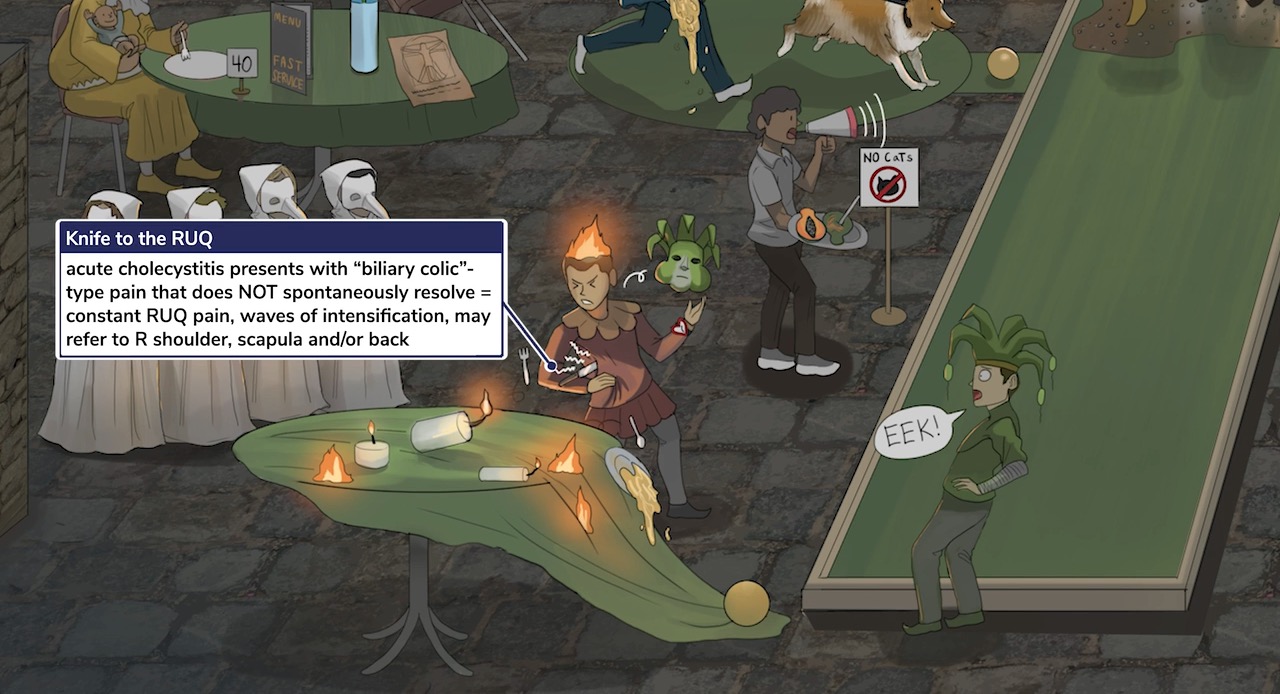 MENU
FAST
SERVICE
40
NO CATS
Knife to the RUQ
acute cholecystitis presents with “biliary colic”-
type pain that does NOT spontaneously resolve =
constant RUQ pain, waves of intensification, may
refer to R shoulder, scapula and/or back
EEK!